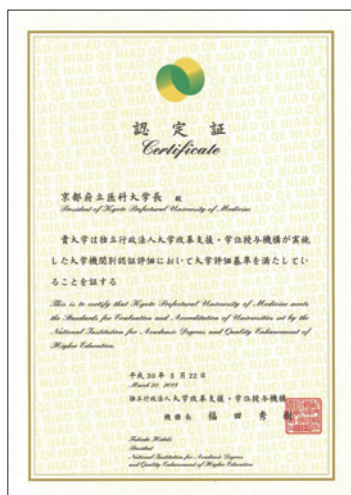 認定証
Certificate
京都府立医科大学長 殿
President of Kyoto Prefectural University of Medicine
貴大学は独立行政法人大学改革支援・学位授与機構が実施
した大学機関別認証評価において大学評価基準を満たしてい
ることを証する
This is to certify that Kyoto Prefectural University of Medicine meets
the Standards for Evaluation and Accreditation of Universities set by the
National Institution for Academic Degrees and Quality Enhancement of
Higher Education.
平成30年3月22日
March 22, 2018
独立行政法人大学改革支援・学位授与機構
機構長 福田秀樹
Fukuda Hideki
President
National Institution for Academic Degrees
and Quality Enhancement of Higher Education